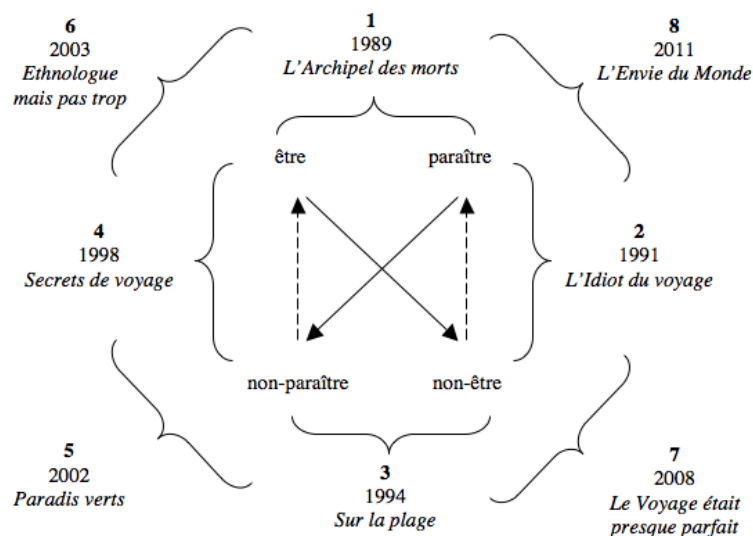 6
2003
Ethnologue
mais pas trop
1
1989
L'Archipel des morts
8
2011
L'Envie du Monde
être
paraître
4
1998
Secrets de voyage
2
1991
L'Idiot du voyage
non-paraître
non-être
5
2002
Paradis verts
3
1994
Sur la plage
7
2008
Le Voyage était
presque parfait